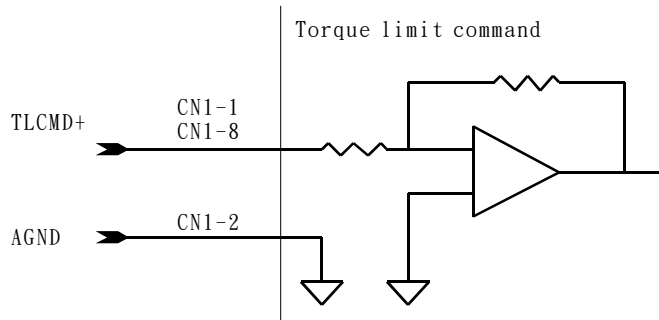 Torque limit command
CN1-1
TLCMD+
CN1-8
CN1-2
AGND